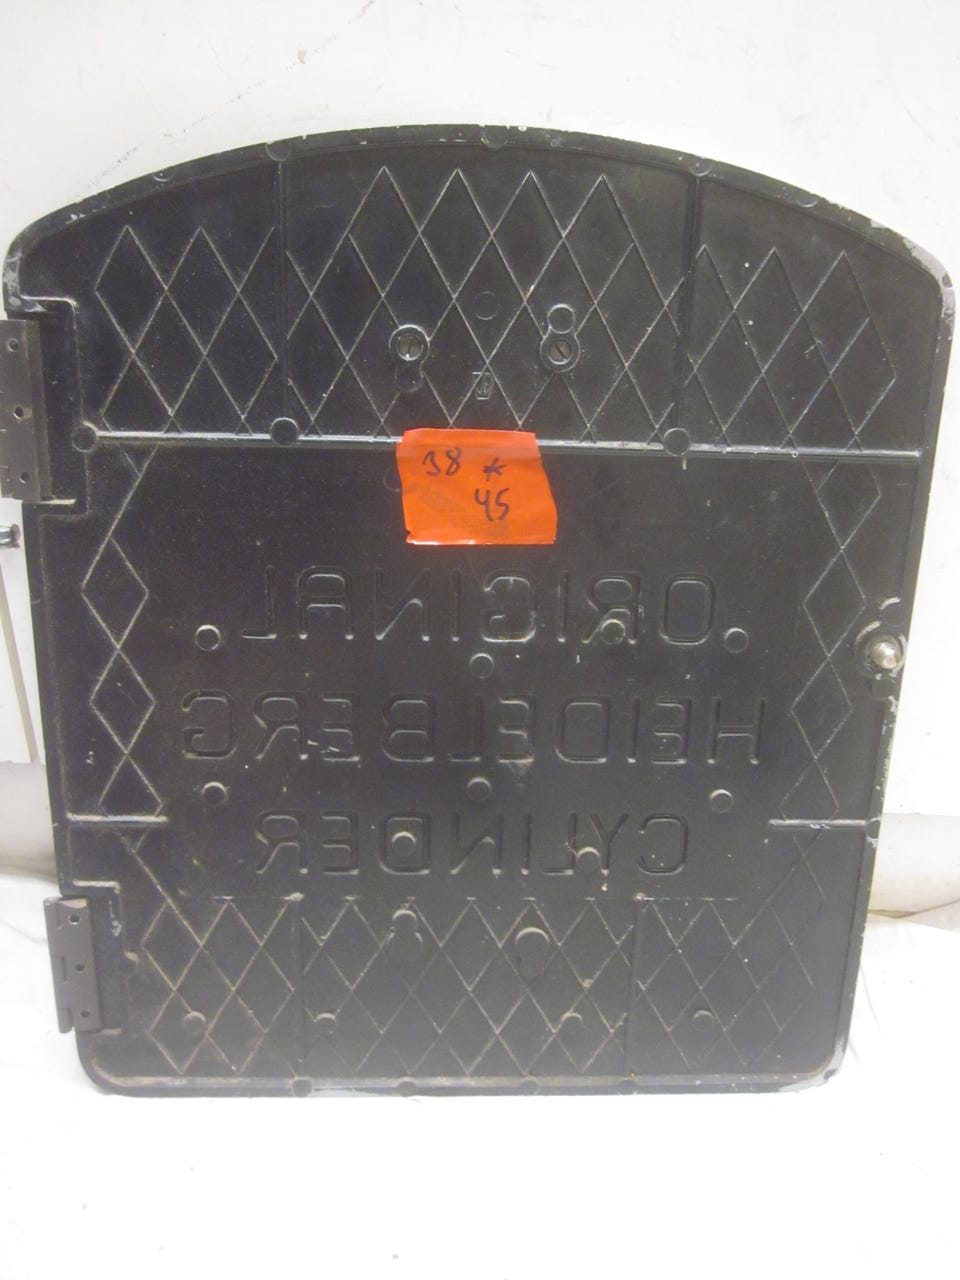 38 *
45
ORIGINAL
HEIDELBERG
CYLINDER